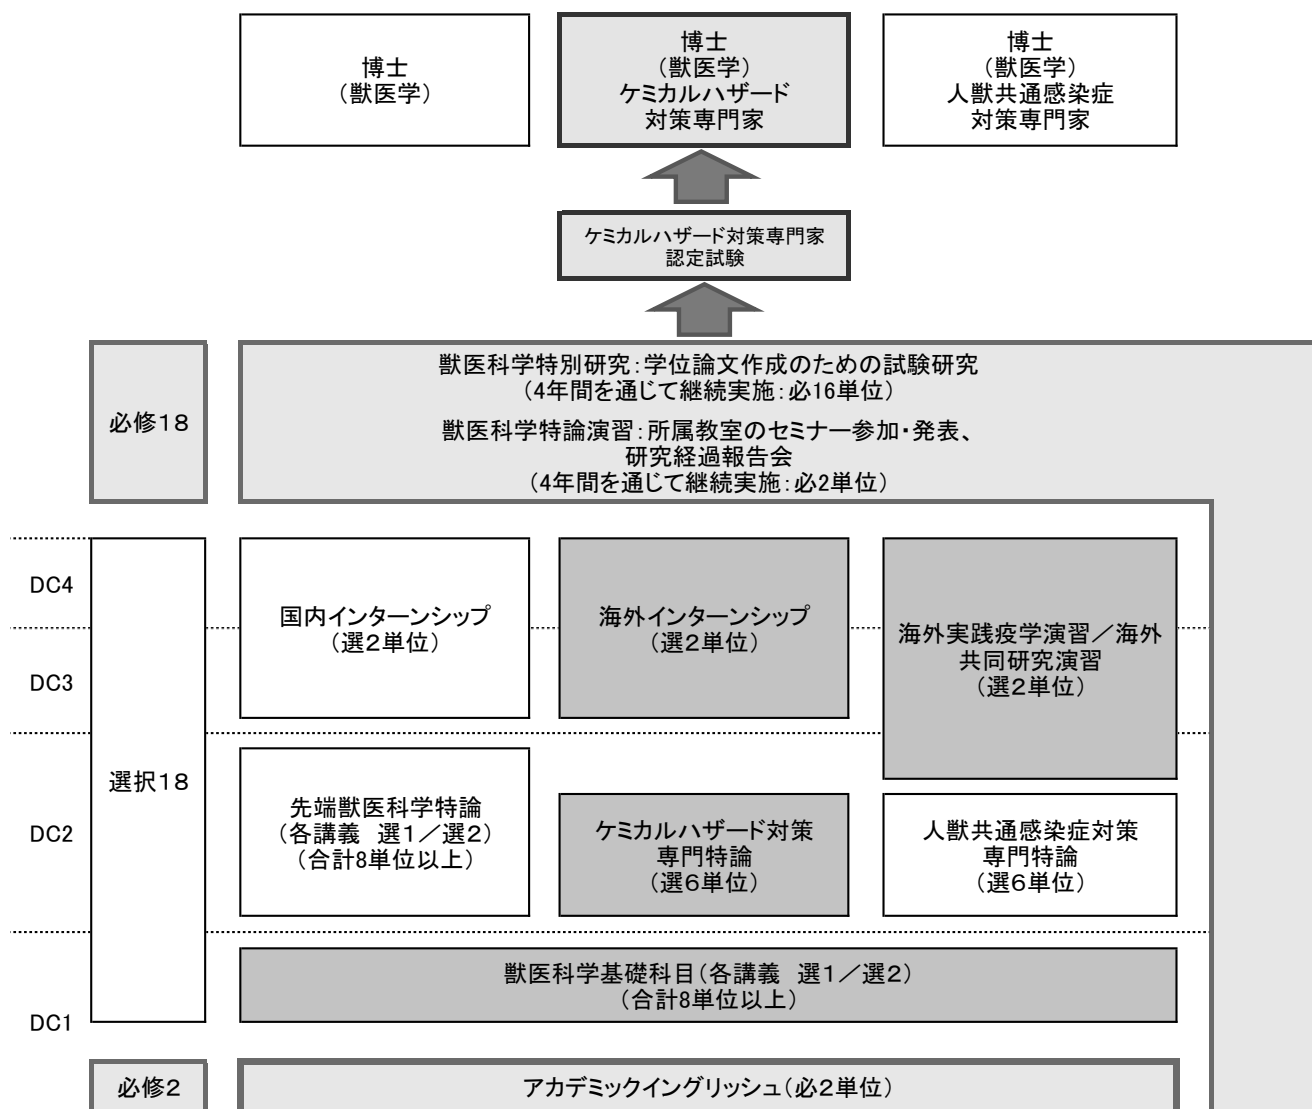 博士
（獣医学）
博士
（獣医学）
ケミカルハザード
対策専門家
博士
（獣医学）
人獣共通感染症
対策専門家
ケミカルハザード対策専門家
認定試験
必修１８
獣医科学特別研究：学位論文作成のための試験研究
（4年間を通じて継続実施：必16単位）
獣医科学特論演習：所属教室のセミナー参加・発表、
研究経過報告会
（4年間を通じて継続実施：必2単位）
DC4
DC3
DC2
DC1
選択１８
国内インターンシップ
（選２単位）
海外インターンシップ
（選２単位）
海外実践疫学演習／海外
共同研究演習
（選２単位）
先端獣医科学特論
（各講義　選１／選２）
（合計8単位以上）
ケミカルハザード対策
専門特論
（選６単位）
人獣共通感染症対策
専門特論
（選６単位）
獣医科学基礎科目（各講義　選１／選２）
（合計8単位以上）
必修２
アカデミックイングリッシュ（必２単位）